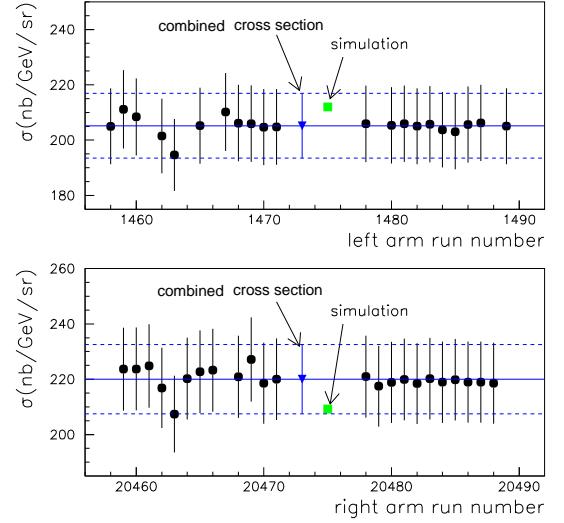 combined cross section
simulation
σ(nb/GeV/sr)
240
220
200
180
1460
1470
1480
1490
left arm run number
combined cross section
simulation
σ(nb/GeV/sr)
260
240
220
200
20460
20470
20480
20490
right arm run number